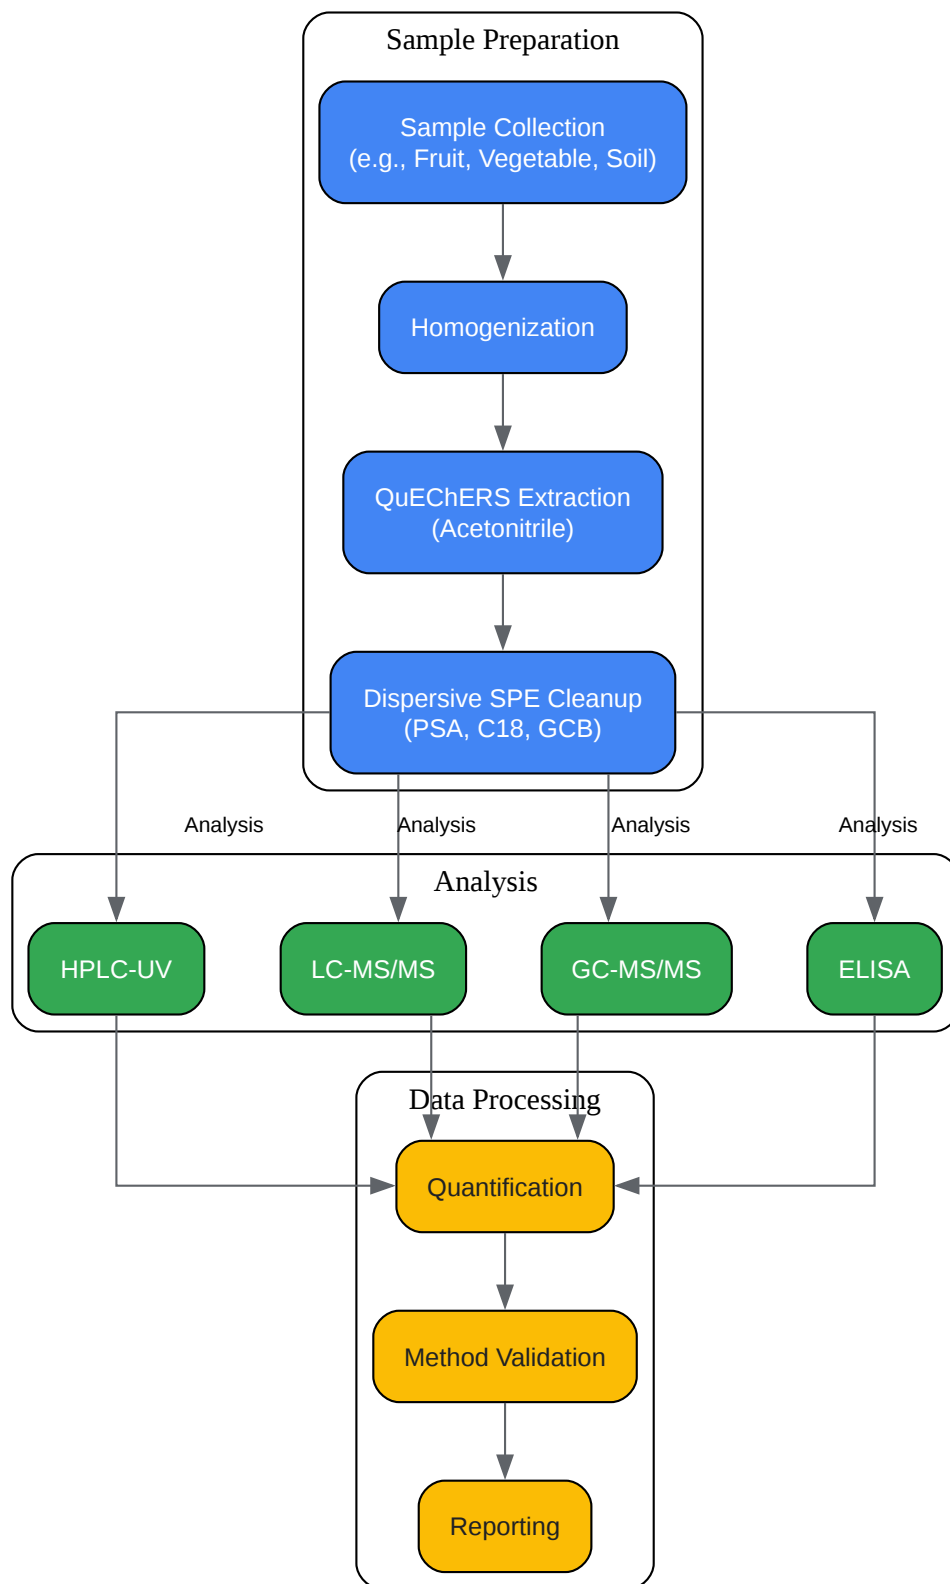 Sample Preparation
Sample Collection
(e.g., Fruit, Vegetable, Soil)
Homogenization
QuEChERS Extraction
(Acetonitrile)
Dispersive SPE Cleanup
(PSA, C18, GCB)
Analysis
Analysis
Analysis
Analysis
Analysis
HPLC-UV
LC-MS/MS
GC-MS/MS
ELISA
Data Processing
Quantification
Method Validation
Reporting